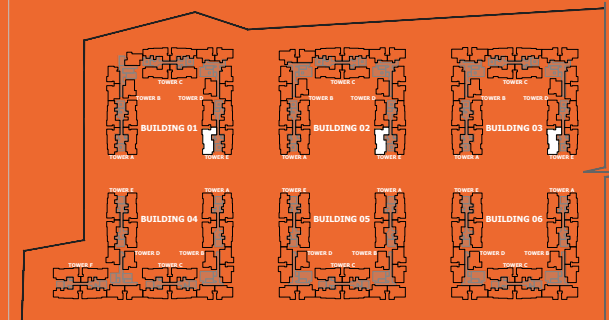 TOWER C TOWER C TOWER C
TOWER B TOWER D TOWER B TOWER D TOWER B TOWER D
BUILDING 01 BUILDING 02 BUILDING 03
TOWER A TOWER E TOWER A TOWER E TOWER A TOWER E
TOWER E TOWER A TOWER E TOWER A TOWER E TOWER A
BUILDING 04 BUILDING 05 BUILDING 06
TOWER D TOWER B TOWER D TOWER B TOWER D TOWER B
TOWER F TOWER C TOWER C TOWER C